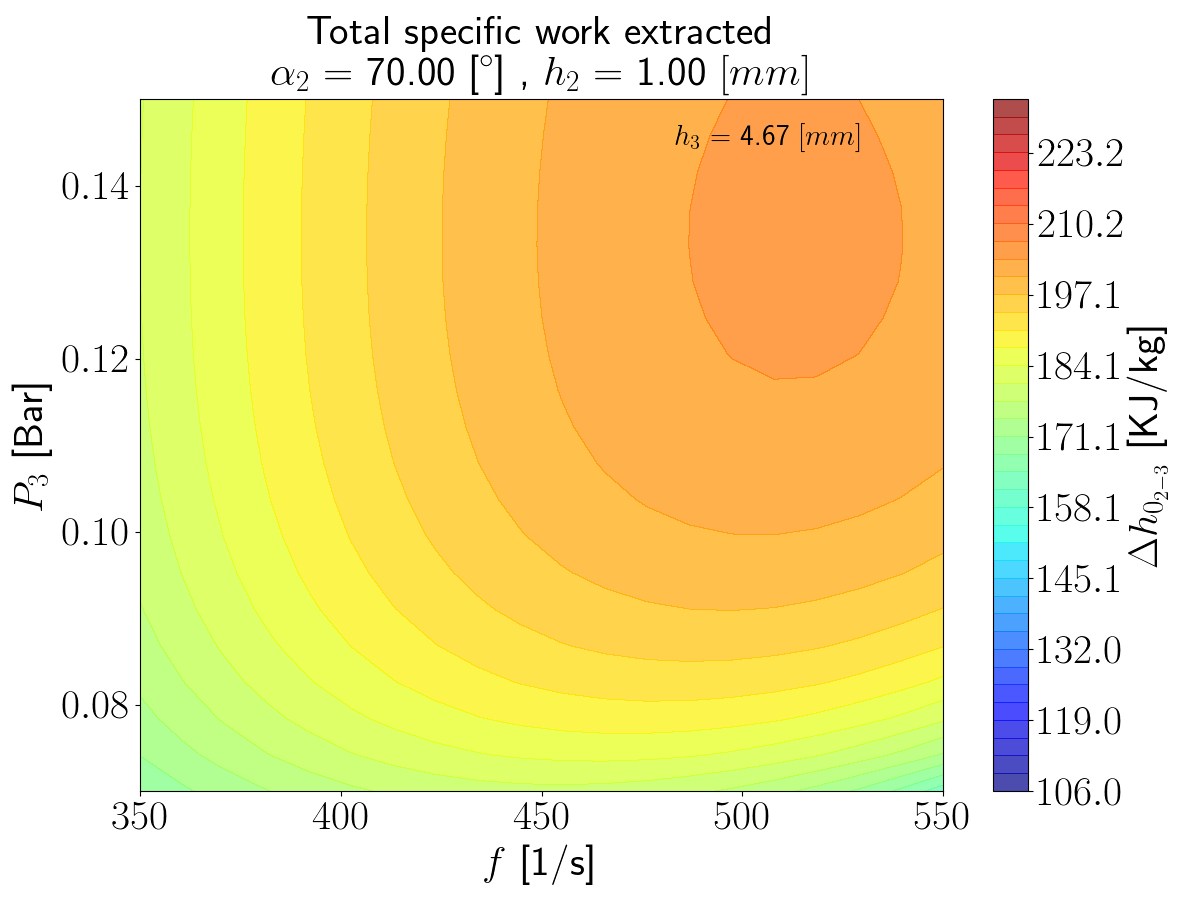 Total specific work extracted
α₂ = 70.00 [°] , h₂ = 1.00 [mm]
h₃ = 4.67 [mm]
0.14
0.12
0.10
0.08
P₃ [Bar]
350 400 450 500 550
f [1/s]
223.2
210.2
197.1
184.1
171.1
158.1
145.1
132.0
119.0
106.0
Δh₀₂₋₃ [KJ/kg]